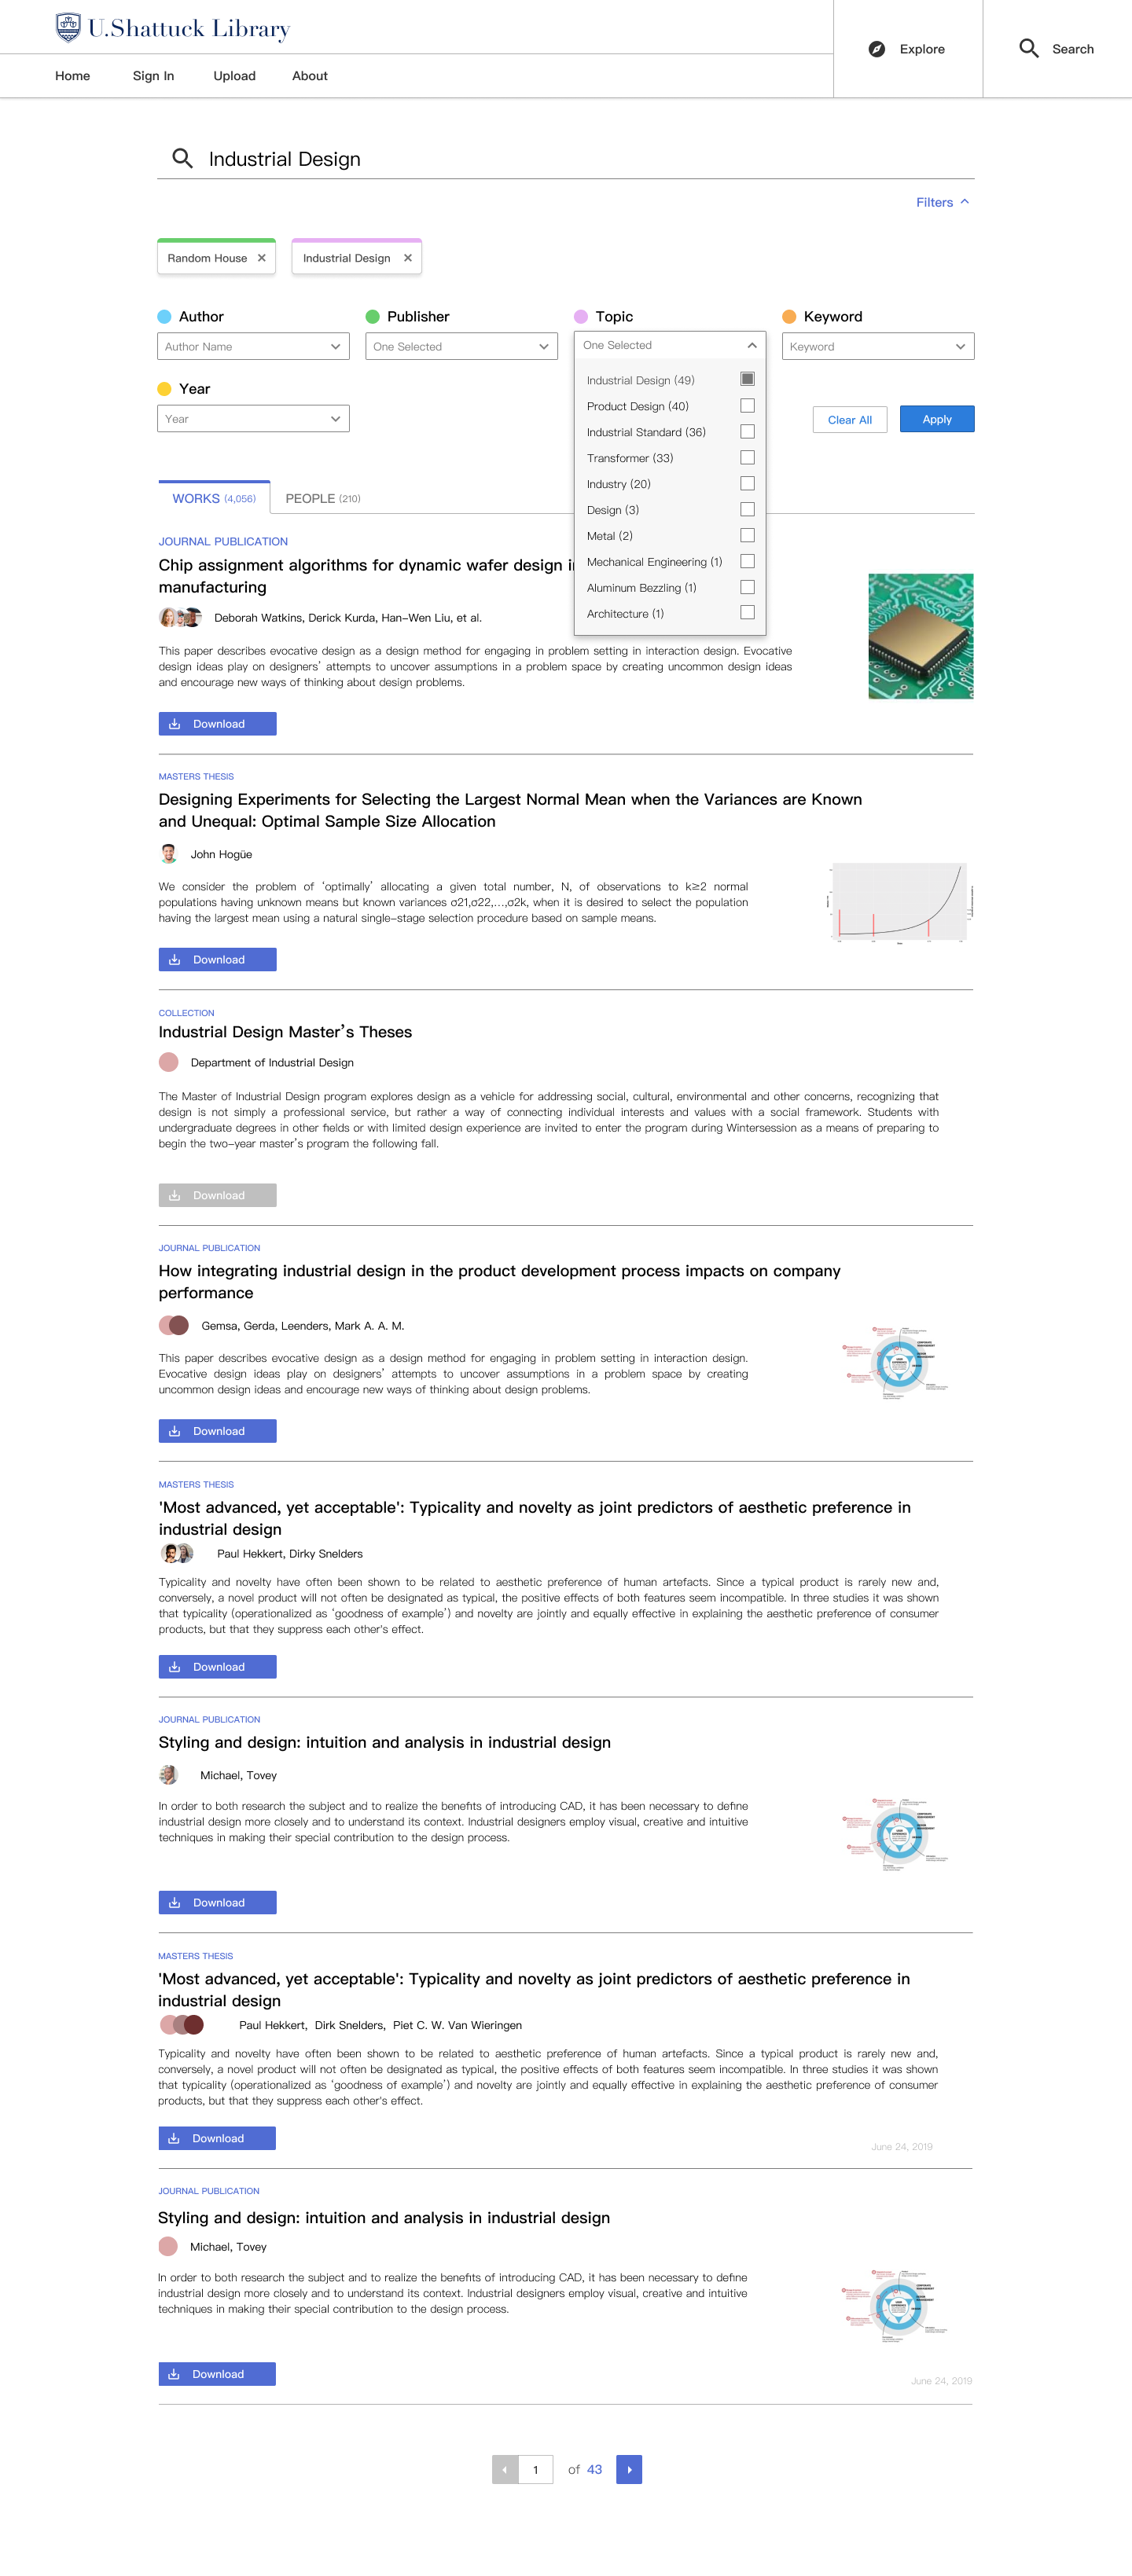 U.Shattuck Library
Explore
Search
Home
Sign In
Upload
About
Industrial Design
Filters
Random House ×
Industrial Design ×
Author
Publisher
Topic
Keyword
Author Name
One Selected
One Selected
Keyword
Industrial Design (49)
Product Design (40)
Industrial Standard (36)
Transformer (33)
Industry (20)
Design (3)
Metal (2)
Mechanical Engineering (1)
Aluminum Bezzling (1)
Architecture (1)
Year
Year
Clear All
Apply
WORKS (4,056)
PEOPLE (210)
JOURNAL PUBLICATION
Chip assignment algorithms for dynamic wafer design
manufacturing
Deborah Watkins, Derick Kurda, Han-Wen Liu, et al.
This paper describes evocative design as a design method for engaging in problem setting in interaction design. Evocative
design ideas play on designers' attempts to uncover assumptions in a problem space by creating uncommon design ideas
and encourage new ways of thinking about design problems.
Download
MASTERS THESIS
Designing Experiments for Selecting the Largest Normal Mean when the Variances are Known
and Unequal: Optimal Sample Size Allocation
John Hogüe
We consider the problem of ‘optimally’ allocating a given total number, N, of observations to k≥2 normal
populations having unknown means but known variances σ21,σ22,…,σ2k, when it is desired to select the population
having the largest mean using a natural single-stage selection procedure based on sample means.
Download
COLLECTION
Industrial Design Master’s Theses
Department of Industrial Design
The Master of Industrial Design program explores design as a vehicle for addressing social, cultural, environmental and other concerns, recognizing that
design is not simply a professional service, but rather a way of connecting individual interests and values with a social framework. Students with
undergraduate degrees in other fields or with limited design experience are invited to enter the program during Wintersession as a means of preparing to
begin the two-year master’s program the following fall.
Download
JOURNAL PUBLICATION
How integrating industrial design in the product development process impacts on company
performance
Gemsa, Gerda, Leenders, Mark A. A. M.
This paper describes evocative design as a design method for engaging in problem setting in interaction design.
Evocative design ideas play on designers’ attempts to uncover assumptions in a problem space by creating
uncommon design ideas and encourage new ways of thinking about design problems.
Download
MASTERS THESIS
'Most advanced, yet acceptable': Typicality and novelty as joint predictors of aesthetic preference in
industrial design
Paul Hekkert, Dirky Snelders
Typicality and novelty have often been shown to be related to aesthetic preference of human artefacts. Since a typical product is rarely new and,
conversely, a novel product will not often be designated as typical, the positive effects of both features seem incompatible. In three studies it was shown
that typicality (operationalized as ‘goodness of example’) and novelty are jointly and equally effective in explaining the aesthetic preference of consumer
products, but that they suppress each other's effect.
Download
JOURNAL PUBLICATION
Styling and design: intuition and analysis in industrial design
Michael, Tovey
In order to both research the subject and to realize the benefits of introducing CAD, it has been necessary to define
industrial design more closely and to understand its context. Industrial designers employ visual, creative and intuitive
techniques in making their special contribution to the design process.
Download
MASTERS THESIS
'Most advanced, yet acceptable': Typicality and novelty as joint predictors of aesthetic preference in
industrial design
Paul Hekkert, Dirk Snelders, Piet C. W. Van Wieringen
Typicality and novelty have often been shown to be related to aesthetic preference of human artefacts. Since a typical product is rarely new and,
conversely, a novel product will not often be designated as typical, the positive effects of both features seem incompatible. In three studies it was shown
that typicality (operationalized as ‘goodness of example’) and novelty are jointly and equally effective in explaining the aesthetic preference of consumer
products, but that they suppress each other's effect.
Download
June 24, 2019
JOURNAL PUBLICATION
Styling and design: intuition and analysis in industrial design
Michael, Tovey
In order to both research the subject and to realize the benefits of introducing CAD, it has been necessary to define
industrial design more closely and to understand its context. Industrial designers employ visual, creative and intuitive
techniques in making their special contribution to the design process.
Download
June 24, 2019
1 of 43